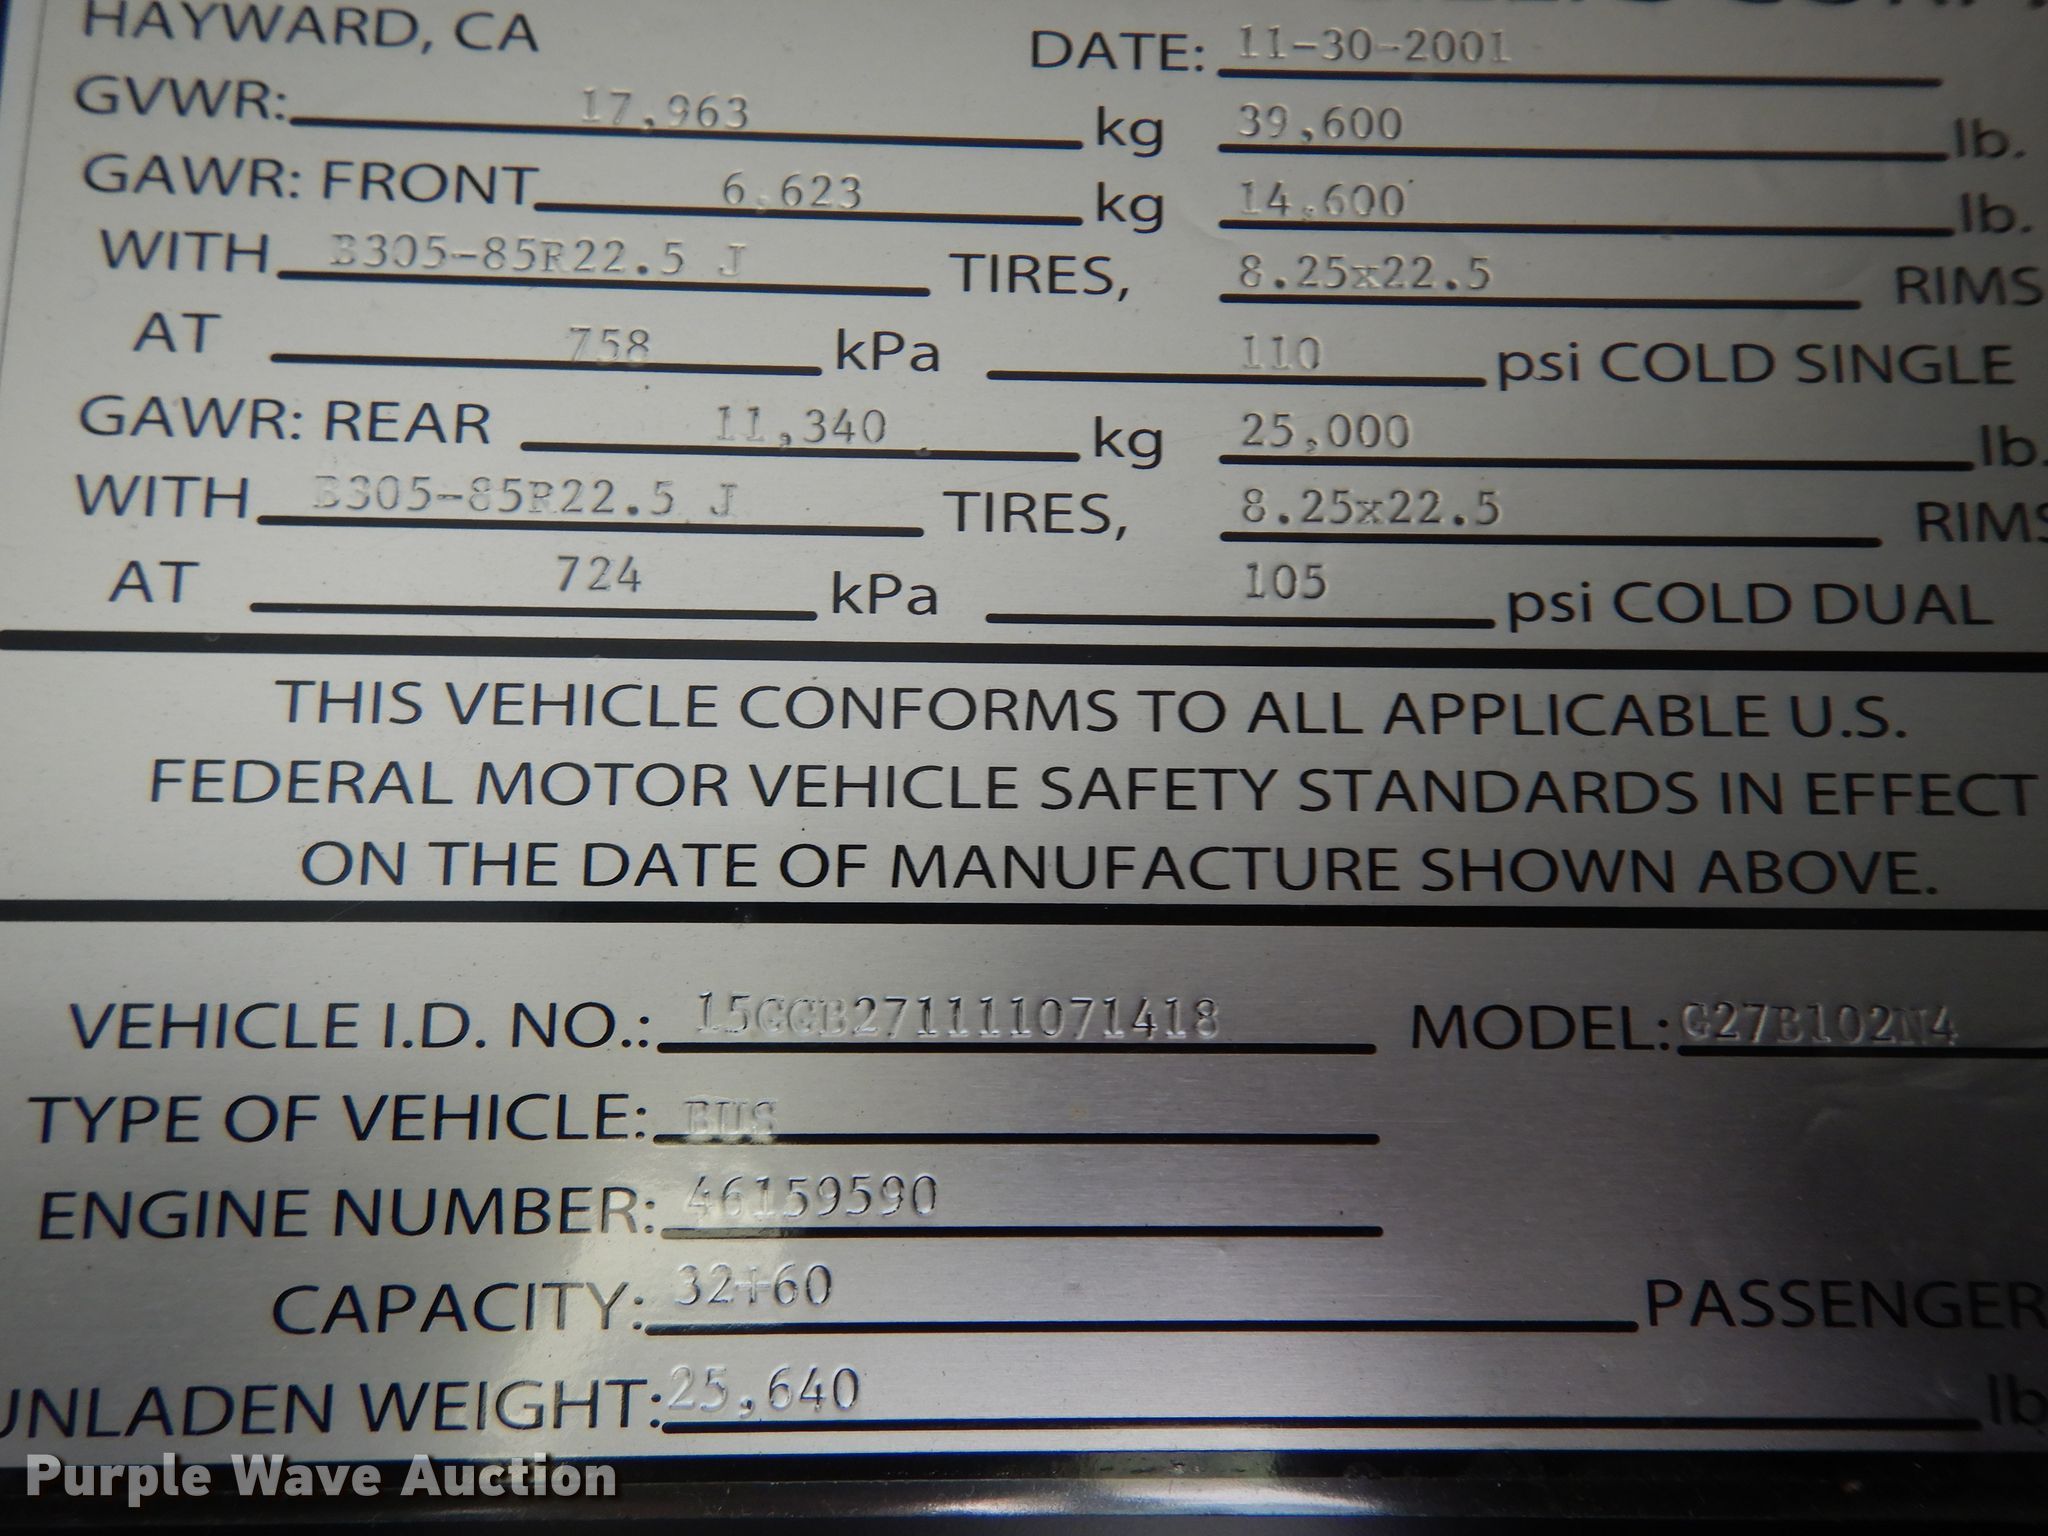 HAYWARD, CA
DATE: 11-30-2001
GVWR: 17,963 kg 39,600 lb.
GAWR: FRONT 6,623 kg 14,600 lb.
WITH B305-85R22.5 J TIRES, 8.25x22.5 RIMS
AT 758 kPa 110 psi COLD SINGLE
GAWR: REAR 11,340 kg 25,000 lb.
WITH B305-85R22.5 J TIRES, 8.25x22.5 RIMS
AT 724 kPa 105 psi COLD DUAL
THIS VEHICLE CONFORMS TO ALL APPLICABLE U.S.
FEDERAL MOTOR VEHICLE SAFETY STANDARDS IN EFFECT
ON THE DATE OF MANUFACTURE SHOWN ABOVE.
VEHICLE I.D. NO.: 15GGB271111071418 MODEL: G27B102N4
TYPE OF VEHICLE: BUS
ENGINE NUMBER: 46159590
CAPACITY: 32+60 PASSENGER
UNLADEN WEIGHT: 25,640 lb
Purple Wave Auction